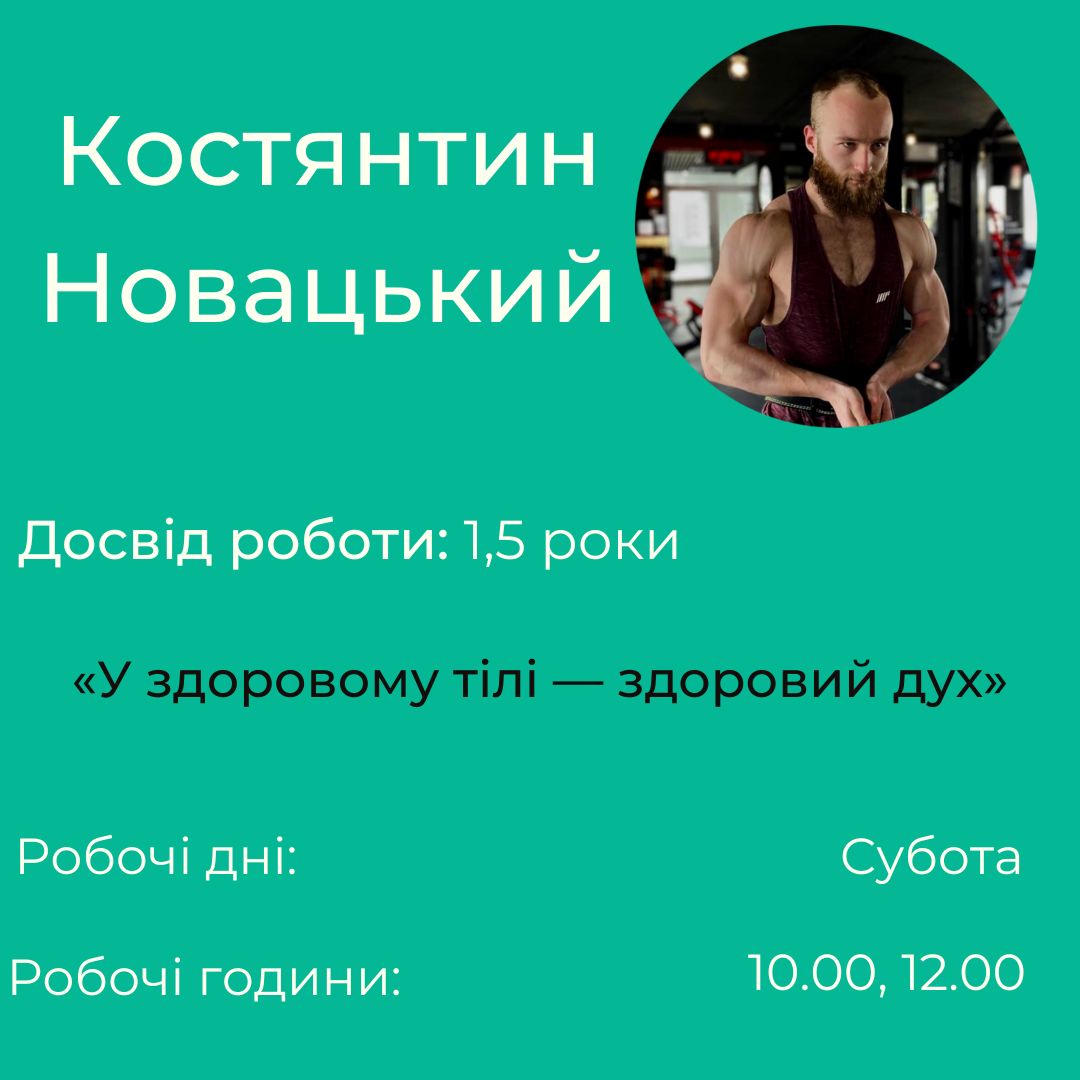 Костянтин
Новацький
Досвід роботи: 1,5 роки
«У здоровому тілі — здоровий дух»
Робочі дні: Субота
Робочі години: 10.00, 12.00